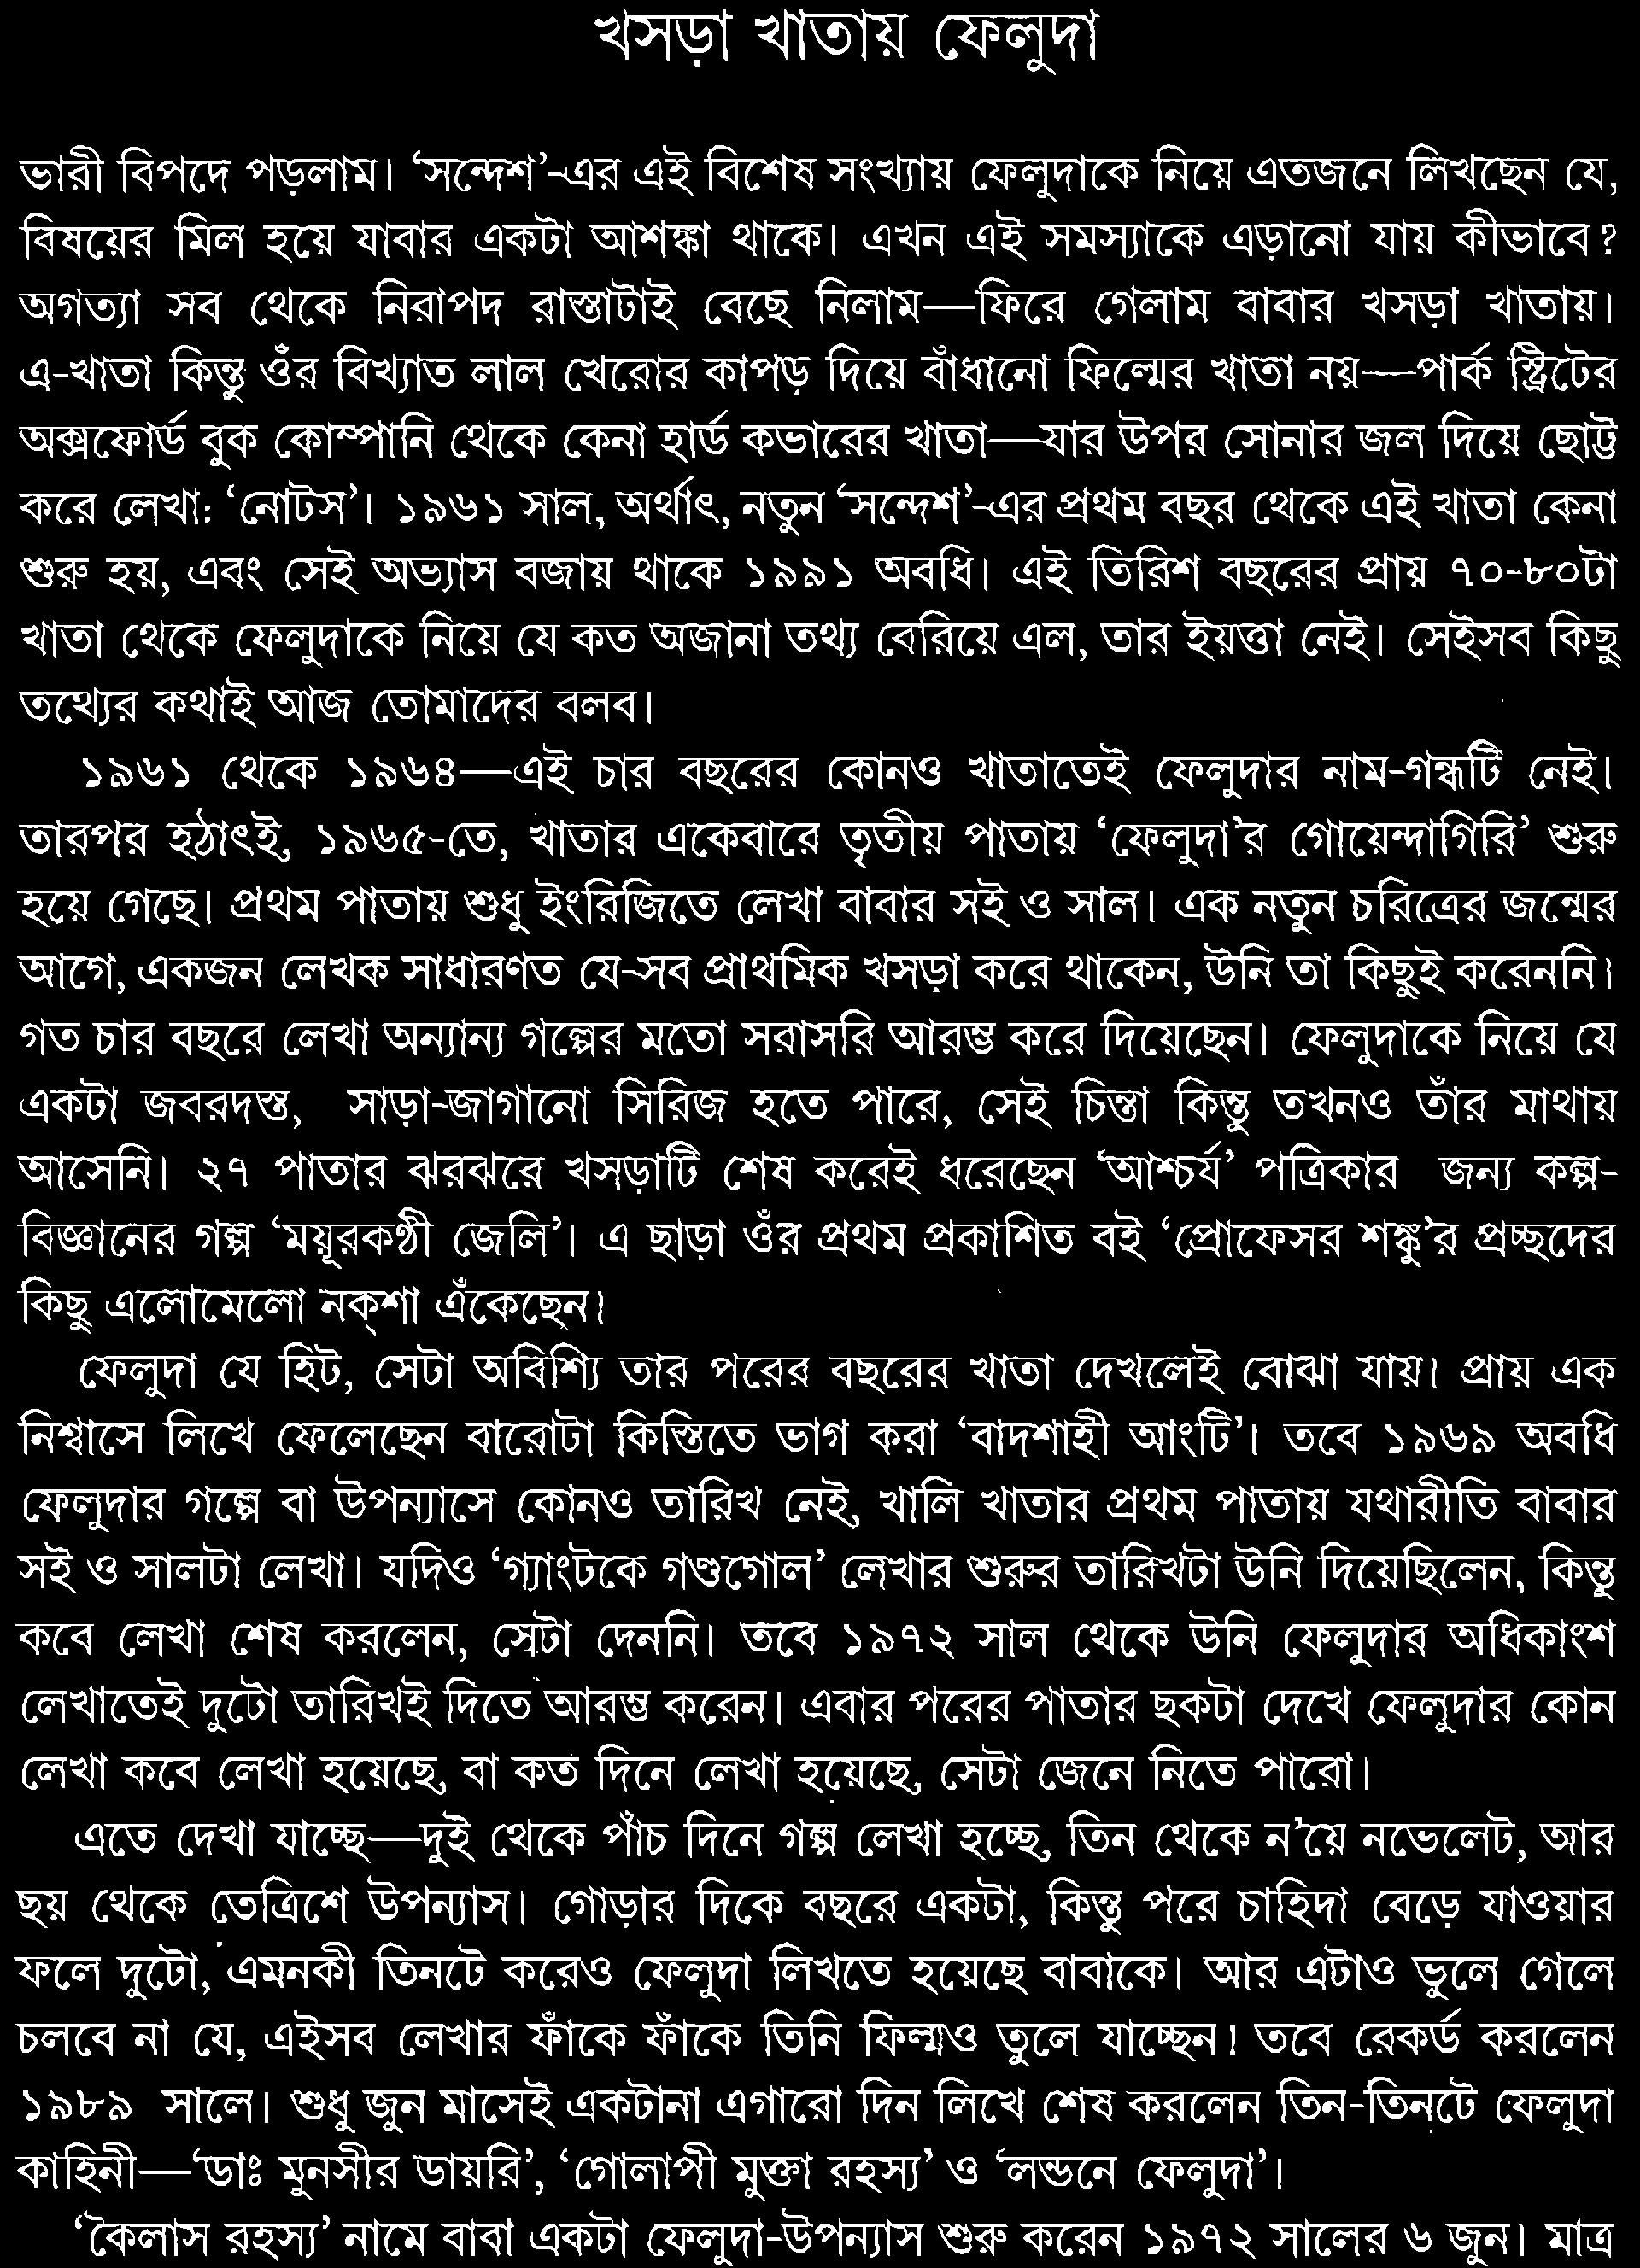 খসড়া খাতায় ফেলুদা
ভারী বিপদে পড়লাম। ‘সন্দেশ’-এর এই বিশেষ সংখ্যায় ফেলুদাকে নিয়ে এতজনে লিখছেন যে,
বিষয়ের মিল হয়ে যাবার একটা আশঙ্কা থাকে। এখন এই সমস্যাকে এড়ানো যায় কীভাবে?
অগত্যা সব থেকে নিরাপদ রাস্তাটাই বেছে নিলাম—ফিরে গেলাম বাবার খসড়া খাতায়।
এ-খাতা কিন্তু ওঁর বিখ্যাত লাল খেরোর কাপড় দিয়ে বাঁধানো ফিল্মের খাতা নয়—পার্ক স্ট্রিটের
অক্সফোর্ড বুক কোম্পানি থেকে কেনা হার্ড কভারের খাতা—যার উপর সোনার জল দিয়ে ছোট্ট
করে লেখা: ‘নোটস’। ১৯৬১ সাল, অর্থাৎ, নতুন ‘সন্দেশ’-এর প্রথম বছর থেকে এই খাতা কেনা
শুরু হয়, এবং সেই অভ্যাস বজায় থাকে ১৯৯১ অবধি। এই তিরিশ বছরের প্রায় ৭০-৮০টা
খাতা থেকে ফেলুদাকে নিয়ে যে কত অজানা তথ্য বেরিয়ে এল, তার ইয়ত্তা নেই। সেইসব কিছু
তথ্যের কথাই আজ তোমাদের বলব।
১৯৬১ থেকে ১৯৬৪—এই চার বছরের কোনও খাতাতেই ফেলুদার নাম-গন্ধটি নেই।
তারপর হঠাৎই, ১৯৬৫-তে, খাতার একেবারে তৃতীয় পাতায় ‘ফেলুদা’র গোয়েন্দাগিরি’ শুরু
হয়ে গেছে। প্রথম পাতায় শুধু ইংরিজিতে লেখা বাবার সই ও সাল। এক নতুন চরিত্রের জন্মের
আগে, একজন লেখক সাধারণত যে-সব প্রাথমিক খসড়া করে থাকেন, উনি তা কিছুই করেননি।
গত চার বছরে লেখা অন্যান্য গল্পের মতো সরাসরি আরম্ভ করে দিয়েছেন। ফেলুদাকে নিয়ে যে
একটা জবরদস্ত, সাড়া-জাগানো সিরিজ হতে পারে, সেই চিন্তা কিন্তু তখনও তাঁর মাথায়
আসেনি। ২৭ পাতার ঝরঝরে খসড়াটি শেষ করেই ধরেছেন ‘আশ্চর্য’ পত্রিকার জন্য কল্প-
বিজ্ঞানের গল্প ‘ময়ূরকণ্ঠী জেলি’। এ ছাড়া ওঁর প্রথম প্রকাশিত বই ‘প্রোফেসর শঙ্কু’র প্রচ্ছদের
কিছু এলোমেলো নক্‌শা এঁকেছেন।
ফেলুদা যে হিট, সেটা অবিশ্যি তার পরের বছরের খাতা দেখলেই বোঝা যায়। প্রায় এক
নিশ্বাসে লিখে ফেলেছেন বারোটা কিস্তিতে ভাগ করা ‘বাদশাহী আংটি’। তবে ১৯৬৯ অবধি
ফেলুদার গল্পে বা উপন্যাসে কোনও তারিখ নেই, খালি খাতার প্রথম পাতায় যথারীতি বাবার
সই ও সালটা লেখা। যদিও ‘গ্যাংটকে গণ্ডগোল’ লেখার শুরুর তারিখটা উনি দিয়েছিলেন, কিন্তু
কবে লেখা শেষ করলেন, সেটা দেননি। তবে ১৯৭২ সাল থেকে উনি ফেলুদার অধিকাংশ
লেখাতেই দুটো তারিখই দিতে আরম্ভ করেন। এবার পরের পাতার ছকটা দেখে ফেলুদার কোন
লেখা কবে লেখা হয়েছে, বা কত দিনে লেখা হয়েছে, সেটা জেনে নিতে পারো।
এতে দেখা যাচ্ছে—দুই থেকে পাঁচ দিনে গল্প লেখা হচ্ছে, তিন থেকে ন’য়ে নভেলেট, আর
ছয় থেকে তেত্রিশে উপন্যাস। গোড়ার দিকে বছরে একটা, কিন্তু পরে চাহিদা বেড়ে যাওয়ার
ফলে দুটো, এমনকী তিনটে করেও ফেলুদা লিখতে হয়েছে বাবাকে। আর এটাও ভুলে গেলে
চলবে না যে, এইসব লেখার ফাঁকে ফাঁকে তিনি ফিল্মও তুলে যাচ্ছেন। তবে রেকর্ড করলেন
১৯৮৯ সালে। শুধু জুন মাসেই একটানা এগারো দিন লিখে শেষ করলেন তিন-তিনটে ফেলুদা
কাহিনী—‘ডাঃ মুনসীর ডায়রি’, ‘গোলাপী মুক্তা রহস্য’ ও ‘লন্ডনে ফেলুদা’।
‘কৈলাস রহস্য’ নামে বাবা একটা ফেলুদা-উপন্যাস শুরু করেন ১৯৭২ সালের ৬ জুন। মাত্র